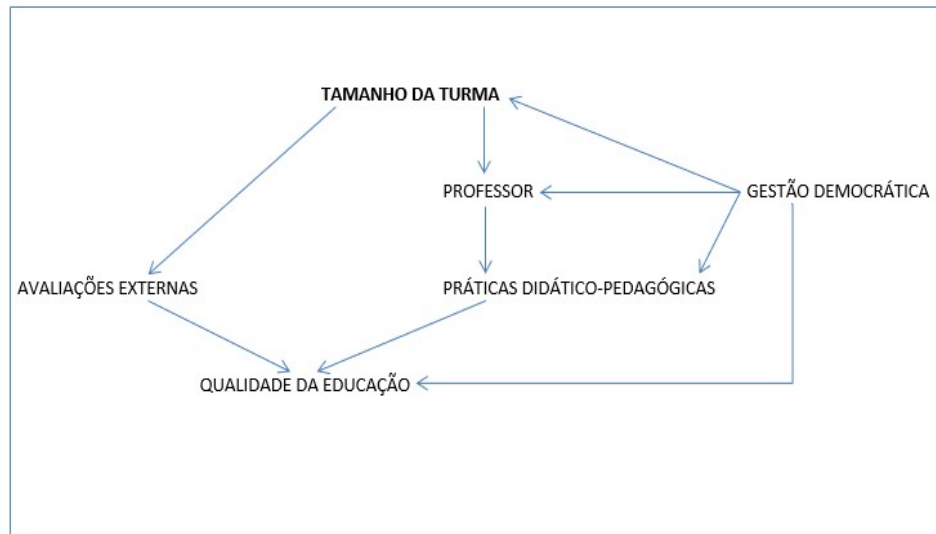 TAMANHO DA TURMA
PROFESSOR
GESTÃO DEMOCRÁTICA
AVALIAÇÕES EXTERNAS
PRÁTICAS DIDÁTICO-PEDAGÓGICAS
QUALIDADE DA EDUCAÇÃO